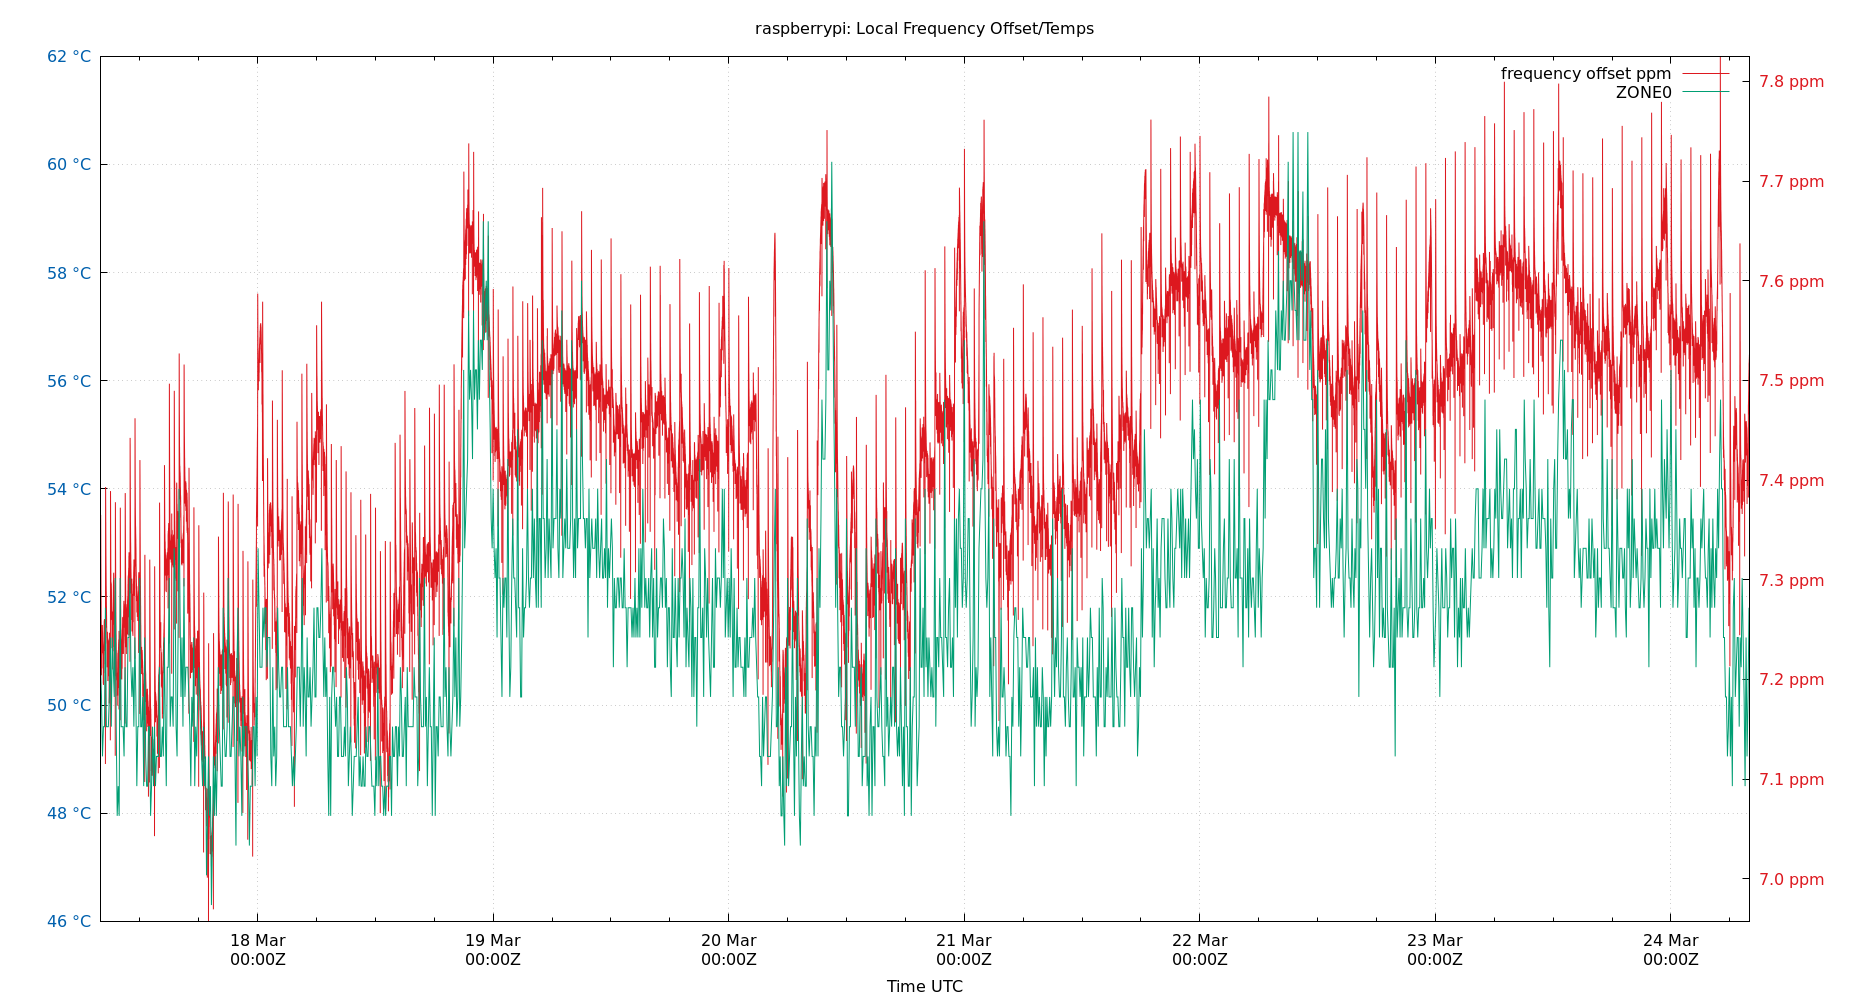 raspberrypi: Local Frequency Offset/Temps
62 °C
60 °C
58 °C
56 °C
54 °C
52 °C
50 °C
48 °C
46 °C
frequency offset ppm
ZONE0
7.8 ppm
7.7 ppm
7.6 ppm
7.5 ppm
7.4 ppm
7.3 ppm
7.2 ppm
7.1 ppm
7.0 ppm
18 Mar
00:00Z
19 Mar
00:00Z
20 Mar
00:00Z
21 Mar
00:00Z
22 Mar
00:00Z
23 Mar
00:00Z
24 Mar
00:00Z
Time UTC